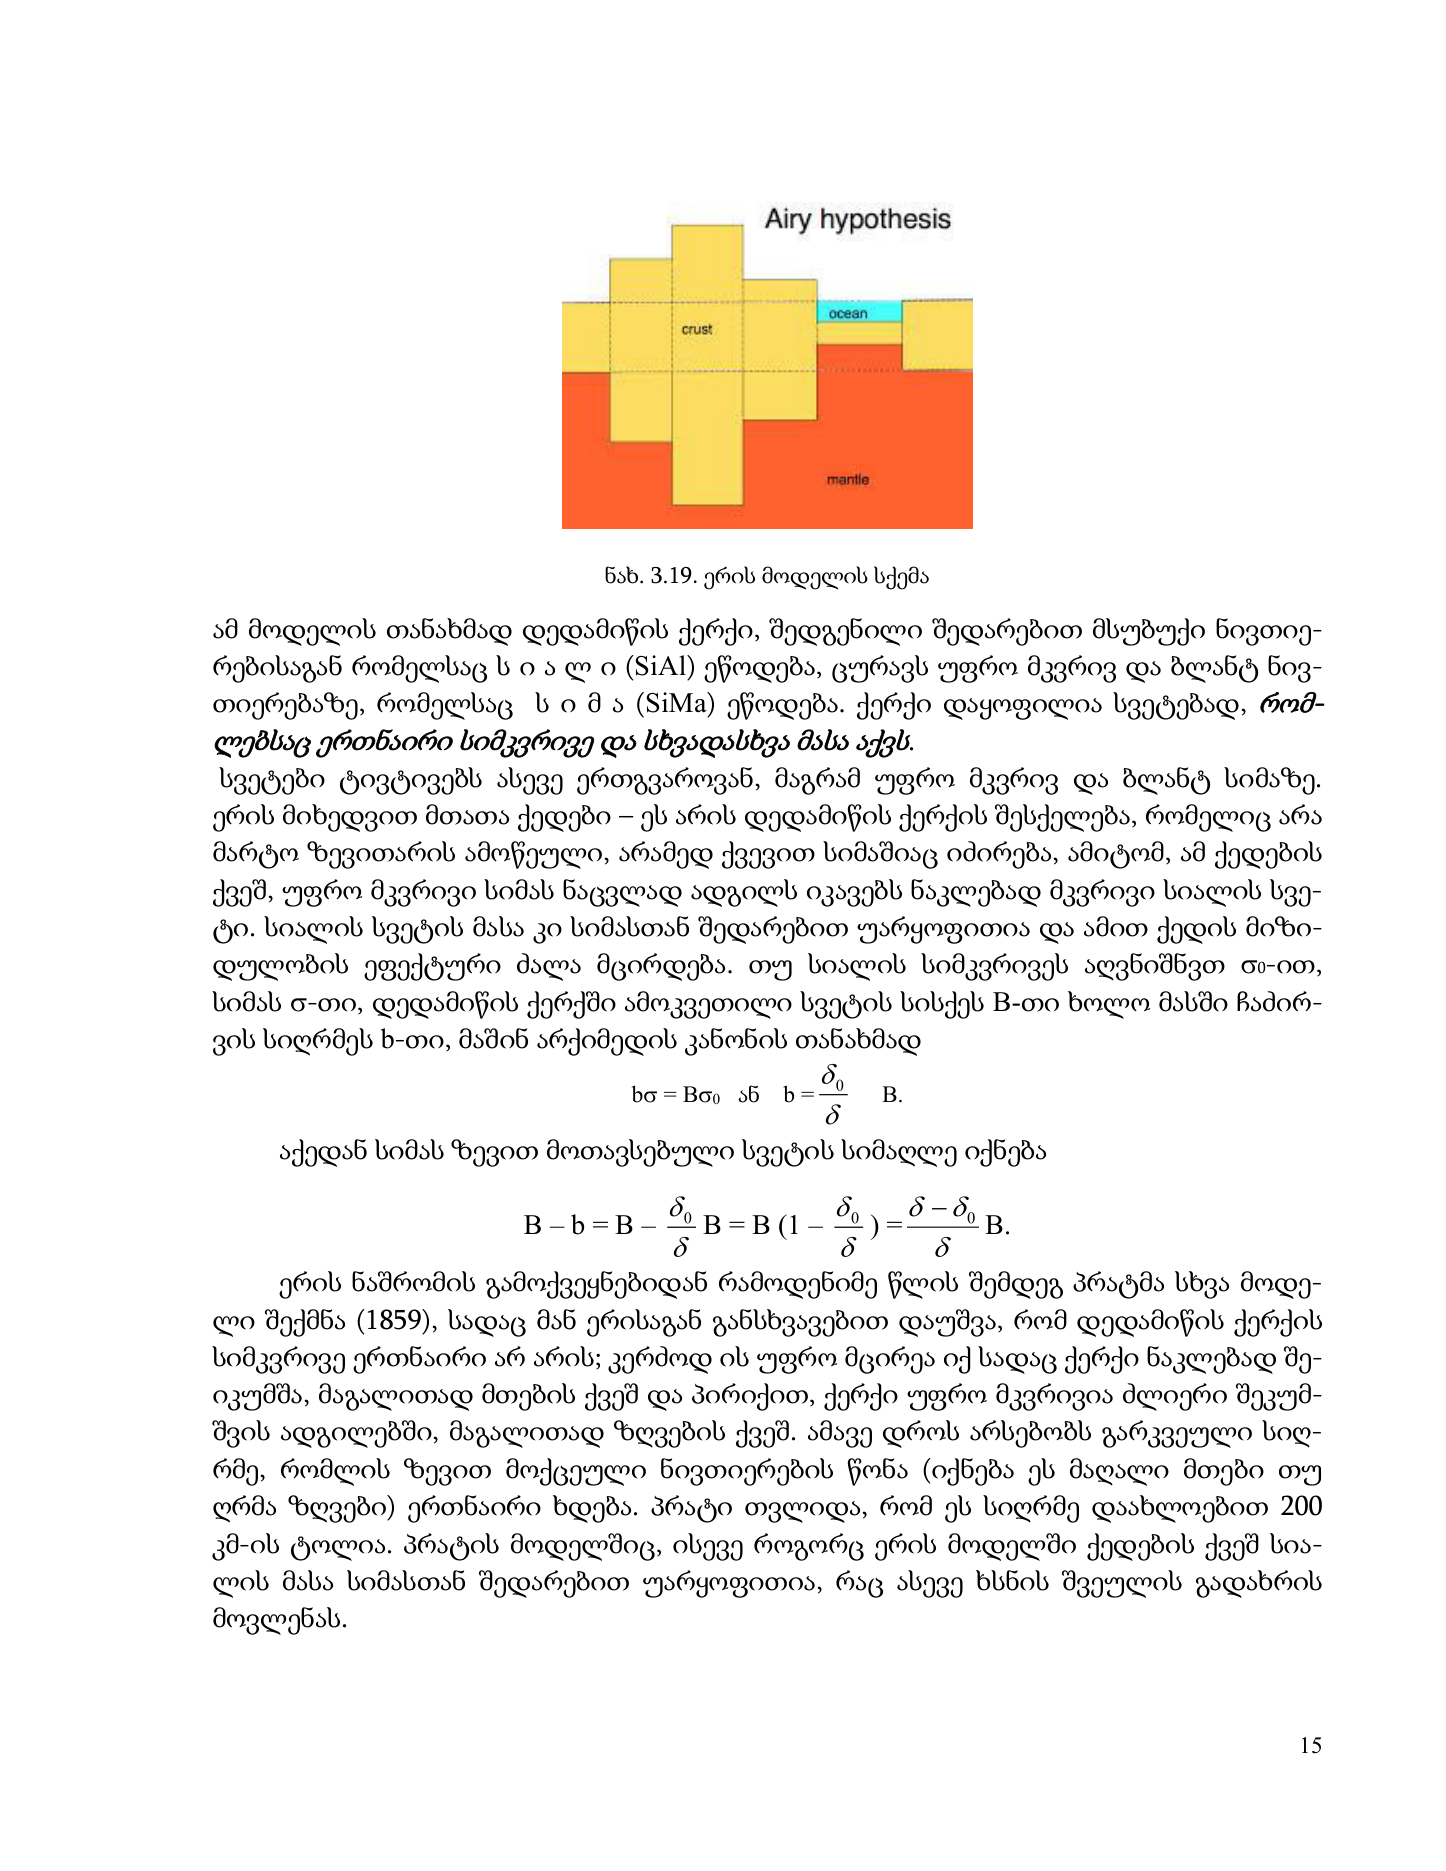 Airy hypothesis
ocean
crust
mantle
ნახ. 3.19. ერის მოდელის სქემა
ამ მოდელის თანახმად დედამიწის ქერქი, შედგენილი შედარებით მსუბუქი ნივთიე-
რებისაგან რომელსაც ს ი ა ლ ი (SiAl) ეწოდება, ცურავს უფრო მკვრივ და ბლანტ ნივ-
თიერებაზე, რომელსაც ს ი მ ა (SiMa) ეწოდება. ქერქი დაყოფილია სვეტებად, რომ-
ლებსაც ერთნაირი სიმკვრივე და სხვადასხვა მასა აქვს.
სვეტები ტივტივებს ასევე ერთგვაროვან, მაგრამ უფრო მკვრივ და ბლანტ სიმაზე.
ერის მიხედვით მთათა ქედები – ეს არის დედამიწის ქერქის შესქელება, რომელიც არა
მარტო ზევითარის ამოწეული, არამედ ქვევით სიმაშიაც იძირება, ამიტომ, ამ ქედების
ქვეშ, უფრო მკვრივი სიმას ნაცვლად ადგილს იკავებს ნაკლებად მკვრივი სიალის სვე-
ტი. სიალის სვეტის მასა კი სიმასთან შედარებით უარყოფითია და ამით ქედის მიზი-
დულობის ეფექტური ძალა მცირდება. თუ სიალის სიმკვრივეს აღვნიშნვთ σ₀-ით,
სიმას σ-თი, დედამიწის ქერქში ამოკვეთილი სვეტის სისქეს B-თი ხოლო მასში ჩაძირ-
ვის სიღრმეს b-თი, მაშინ არქიმედის კანონის თანახმად
bσ = Bσ₀ ან b = δ₀/δ B.
აქედან სიმას ზევით მოთავსებული სვეტის სიმაღლე იქნება
B – b = B – δ₀/δ B = B (1 – δ₀/δ ) = (δ − δ₀)/δ B.
ერის ნაშრომის გამოქვეყნებიდან რამოდენიმე წლის შემდეგ პრატმა სხვა მოდე-
ლი შექმნა (1859), სადაც მან ერისაგან განსხვავებით დაუშვა, რომ დედამიწის ქერქის
სიმკვრივე ერთნაირი არ არის; კერძოდ ის უფრო მცირეა იქ სადაც ქერქი ნაკლებად შე-
იკუმშა, მაგალითად მთების ქვეშ და პირიქით, ქერქი უფრო მკვრივია ძლიერი შეკუმ-
შვის ადგილებში, მაგალითად ზღვების ქვეშ. ამავე დროს არსებობს გარკვეული სიღ-
რმე, რომლის ზევით მოქცეული ნივთიერების წონა (იქნება ეს მაღალი მთები თუ
ღრმა ზღვები) ერთნაირი ხდება. პრატი თვლიდა, რომ ეს სიღრმე დაახლოებით 200
კმ-ის ტოლია. პრატის მოდელშიც, ისევე როგორც ერის მოდელში ქედების ქვეშ სია-
ლის მასა სიმასთან შედარებით უარყოფითია, რაც ასევე ხსნის შვეულის გადახრის
მოვლენას.
15